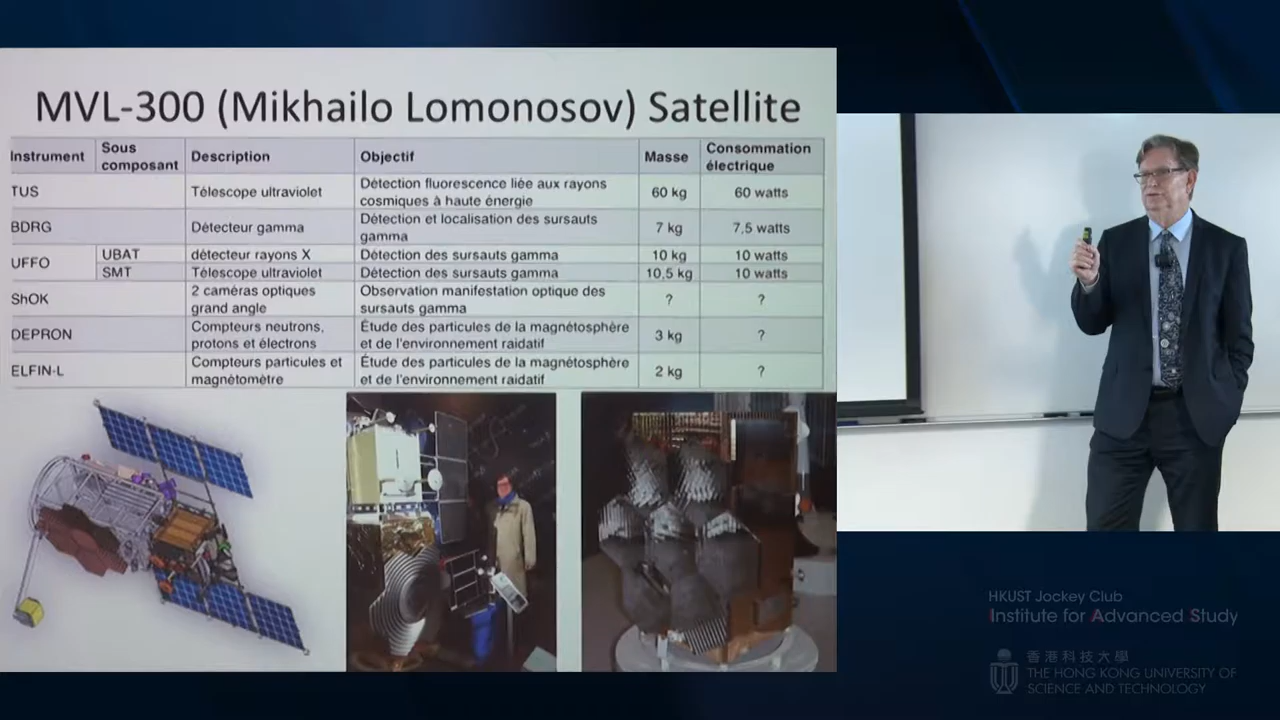 MVL-300 (Mikhailo Lomonosov) Satellite
Instrument Sous composant Description Objectif Masse Consommation électrique
TUS Télescope ultraviolet Détection fluorescence liée aux rayons cosmiques à haute énergie 60 kg 60 watts
BDRG Détecteur gamma Détection et localisation des sursauts gamma 7 kg 7,5 watts
UFFO UBAT détecteur rayons X Détection des sursauts gamma 10 kg 10 watts
SMT Télescope ultraviolet Détection des sursauts gamma 10,5 kg 10 watts
ShOK 2 caméras optiques grand angle Observation manifestation optique des sursauts gamma ? ?
DEPRON Compteurs neutrons, protons et électrons Étude des particules de la magnétosphère et de l'environnement raidatif 3 kg ?
ELFIN-L Compteurs particules et magnétomètre Étude des particules de la magnétosphère et de l'environnement raidatif 2 kg ?
HKUST Jockey Club
Institute for Advanced Study
香港科技大學
THE HONG KONG UNIVERSITY OF
SCIENCE AND TECHNOLOGY